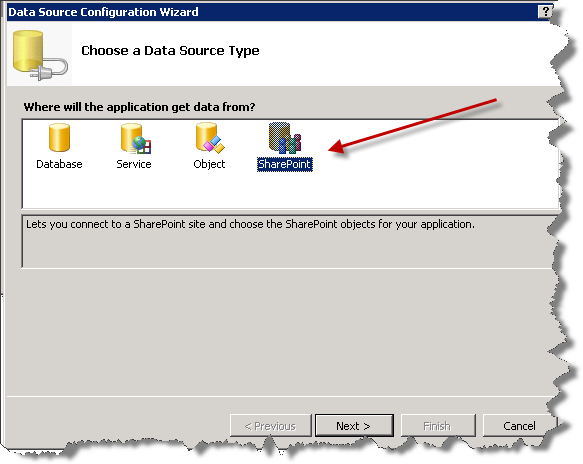 Data Source Configuration Wizard
?
Choose a Data Source Type
Where will the application get data from?
Database Service Object SharePoint
Lets you connect to a SharePoint site and choose the SharePoint objects for your application.
< Previous Next > Finish Cancel